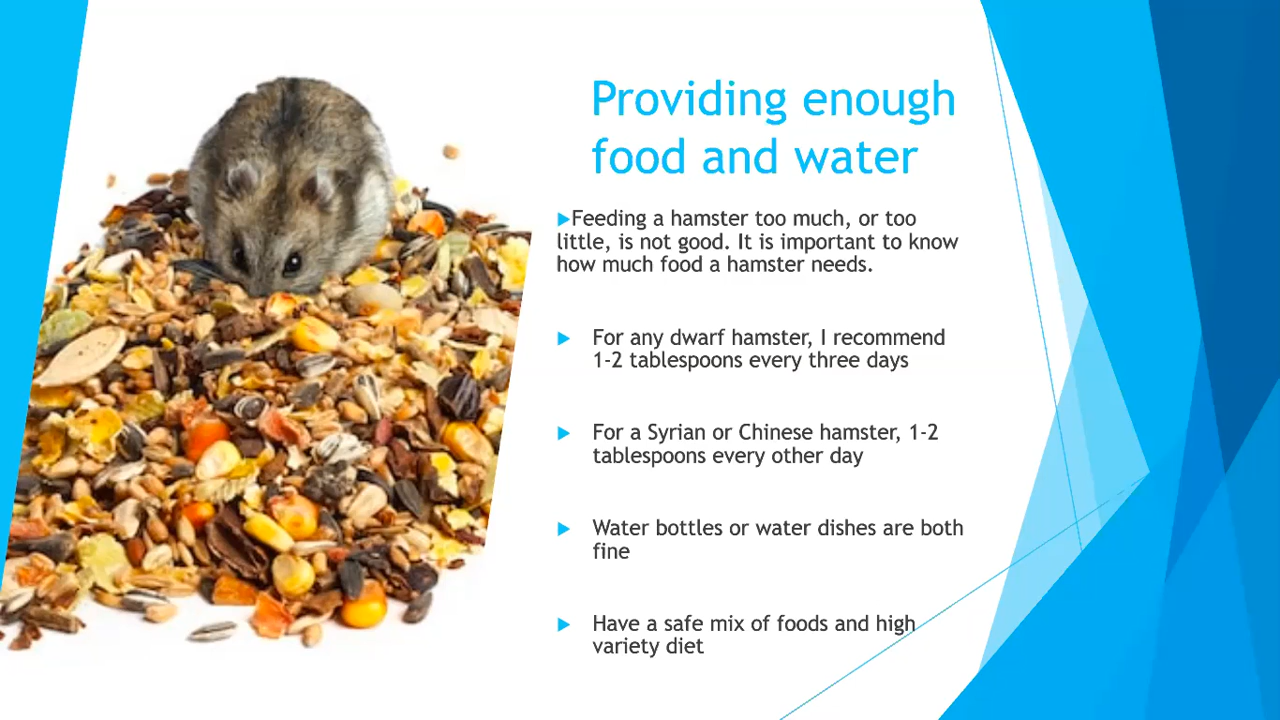 Providing enough
food and water
Feeding a hamster too much, or too
little, is not good. It is important to know
how much food a hamster needs.
For any dwarf hamster, I recommend
1-2 tablespoons every three days
For a Syrian or Chinese hamster, 1-2
tablespoons every other day
Water bottles or water dishes are both
fine
Have a safe mix of foods and high
variety diet